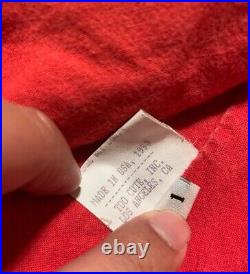 MADE IN USA, 1995
TOO CUTE, INC.
LOS ANGELES, CA
1